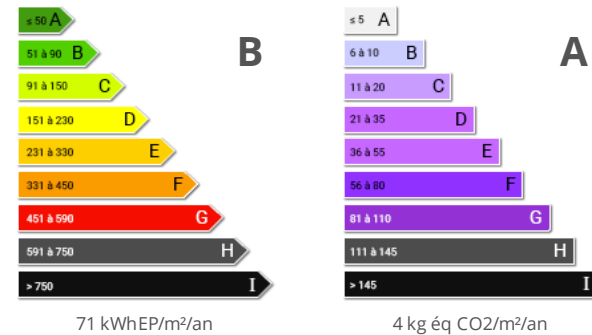 ≤ 50 A
51 à 90 B
91 à 150 C
151 à 230 D
231 à 330 E
331 à 450 F
451 à 590 G
591 à 750 H
> 750 I
B
71 kWhEP/m²/an
≤ 5 A
6 à 10 B
11 à 20 C
21 à 35 D
36 à 55 E
56 à 80 F
81 à 110 G
111 à 145 H
> 145 I
A
4 kg éq CO2/m²/an